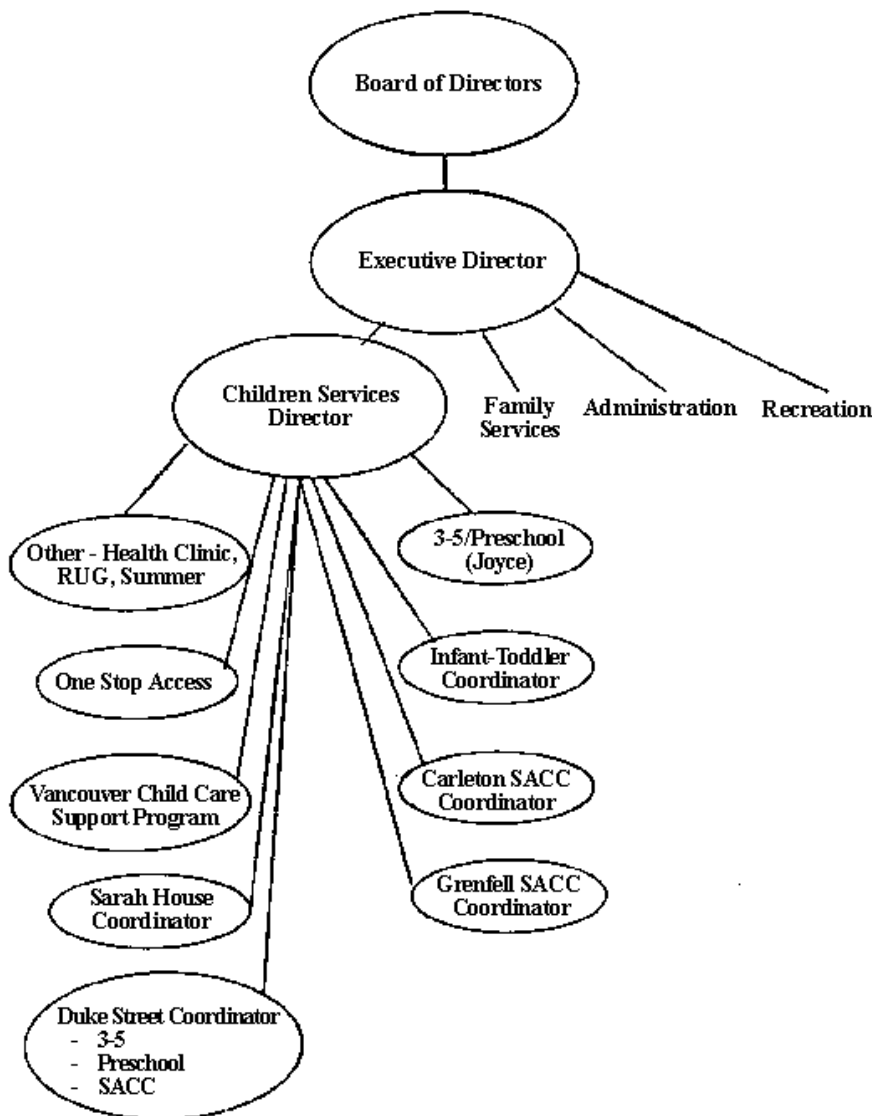 Board of Directors
Executive Director
Children Services
Director
Family
Services
Administration
Recreation
Other - Health Clinic,
RUG, Summer
3-5/Preschool
(Joyce)
One Stop Access
Infant-Toddler
Coordinator
Vancouver Child Care
Support Program
Carleton SACC
Coordinator
Sarah House
Coordinator
Grenfell SACC
Coordinator
Duke Street Coordinator
- 3-5
- Preschool
- SACC